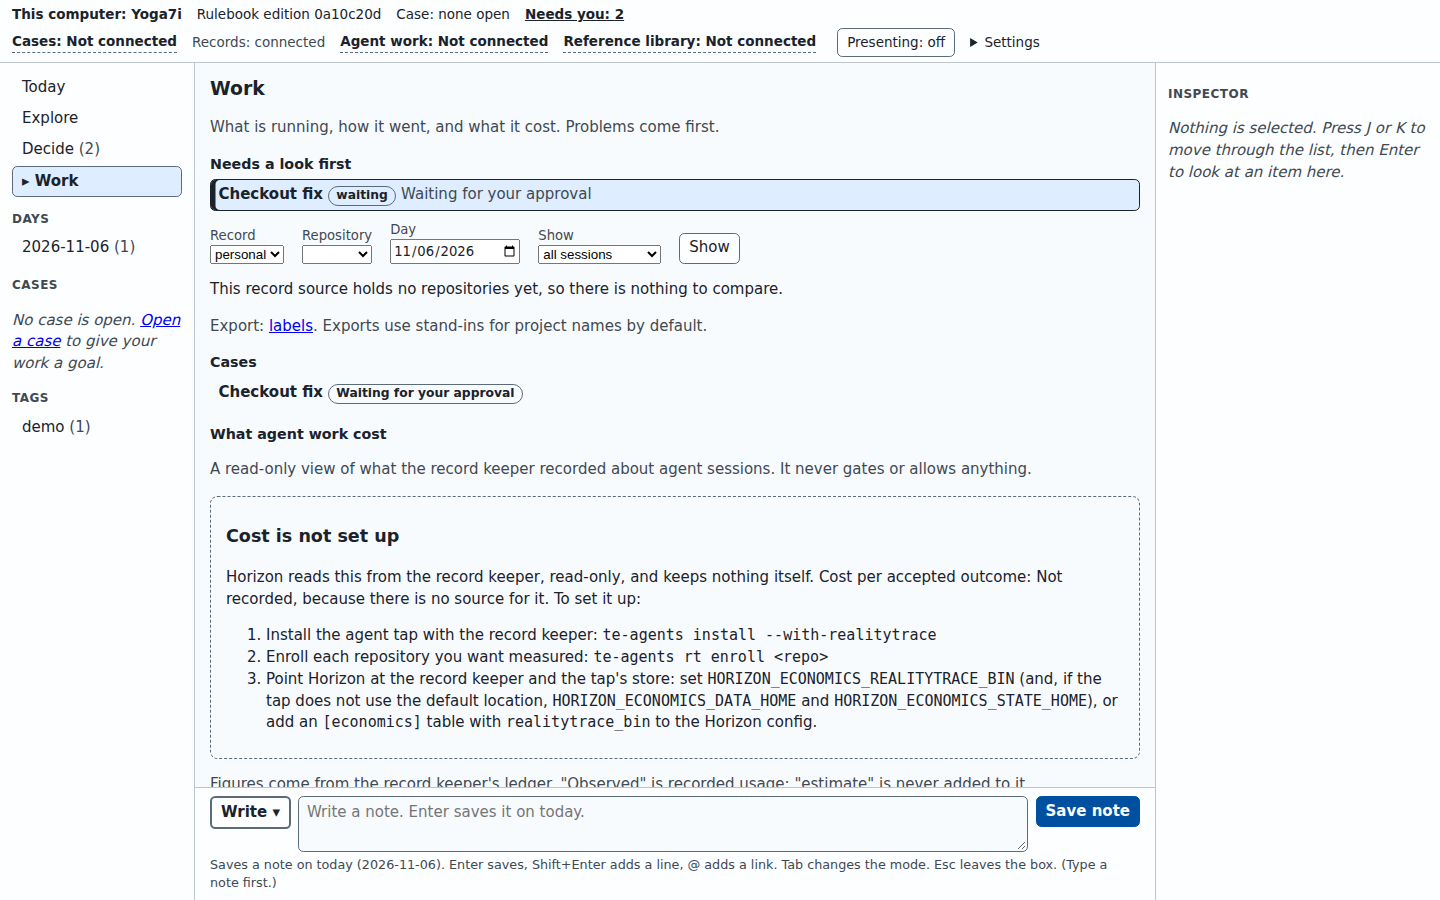 This computer: Yoga7i Rulebook edition 0a10c20d Case: none open Needs you: 2
Cases: Not connected Records: connected Agent work: Not connected Reference library: Not connected Presenting: off ▶ Settings
Today
Explore
Decide (2)
▸ Work
DAYS
2026-11-06 (1)
CASES
No case is open. Open
a case to give your
work a goal.
TAGS
demo (1)
Work
What is running, how it went, and what it cost. Problems come first.
Needs a look first
Checkout fix waiting Waiting for your approval
Record Repository Day Show
personal 11/06/2026 all sessions Show
This record source holds no repositories yet, so there is nothing to compare.
Export: labels. Exports use stand-ins for project names by default.
Cases
Checkout fix Waiting for your approval
What agent work cost
A read-only view of what the record keeper recorded about agent sessions. It never gates or allows anything.
Cost is not set up
Horizon reads this from the record keeper, read-only, and keeps nothing itself. Cost per accepted outcome: Not
recorded, because there is no source for it. To set it up:
1. Install the agent tap with the record keeper: te-agents install --with-realitytrace
2. Enroll each repository you want measured: te-agents rt enroll <repo>
3. Point Horizon at the record keeper and the tap's store: set HORIZON_ECONOMICS_REALITYTRACE_BIN (and, if the
tap does not use the default location, HORIZON_ECONOMICS_DATA_HOME and HORIZON_ECONOMICS_STATE_HOME), or
add an [economics] table with realitytrace_bin to the Horizon config.
Figures come from the record keeper's ledger. "Observed" is recorded usage; "estimate" is never added to it.
Write ▾ Write a note. Enter saves it on today. Save note
Saves a note on today (2026-11-06). Enter saves, Shift+Enter adds a line, @ adds a link. Tab changes the mode. Esc leaves the box. (Type a
note first.)
INSPECTOR
Nothing is selected. Press J or K to
move through the list, then Enter
to look at an item here.